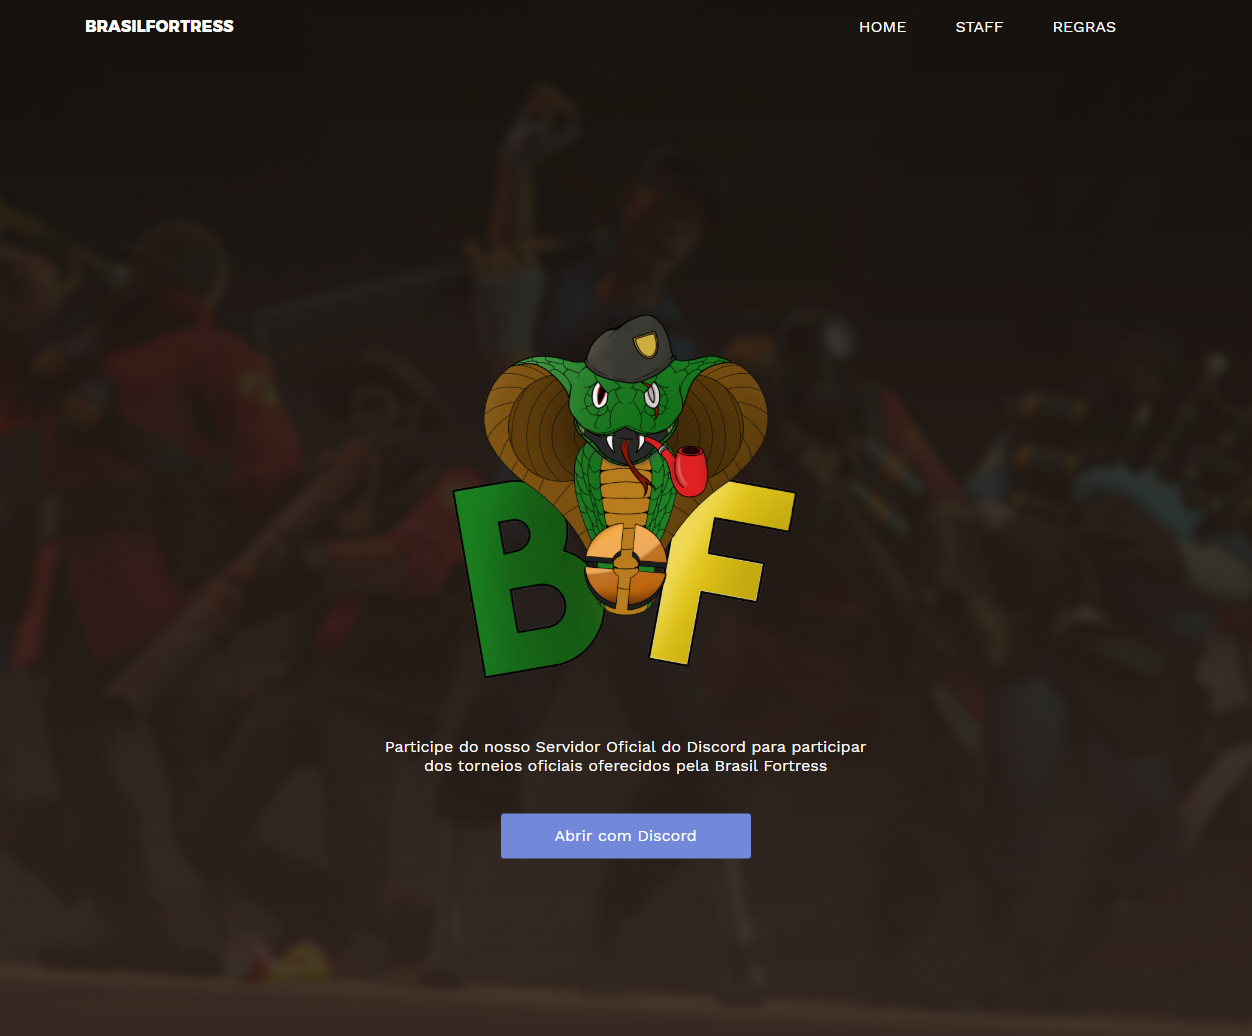 BRASILFORTRESS
HOME STAFF REGRAS
B F
Participe do nosso Servidor Oficial do Discord para participar
dos torneios oficiais oferecidos pela Brasil Fortress
Abrir com Discord